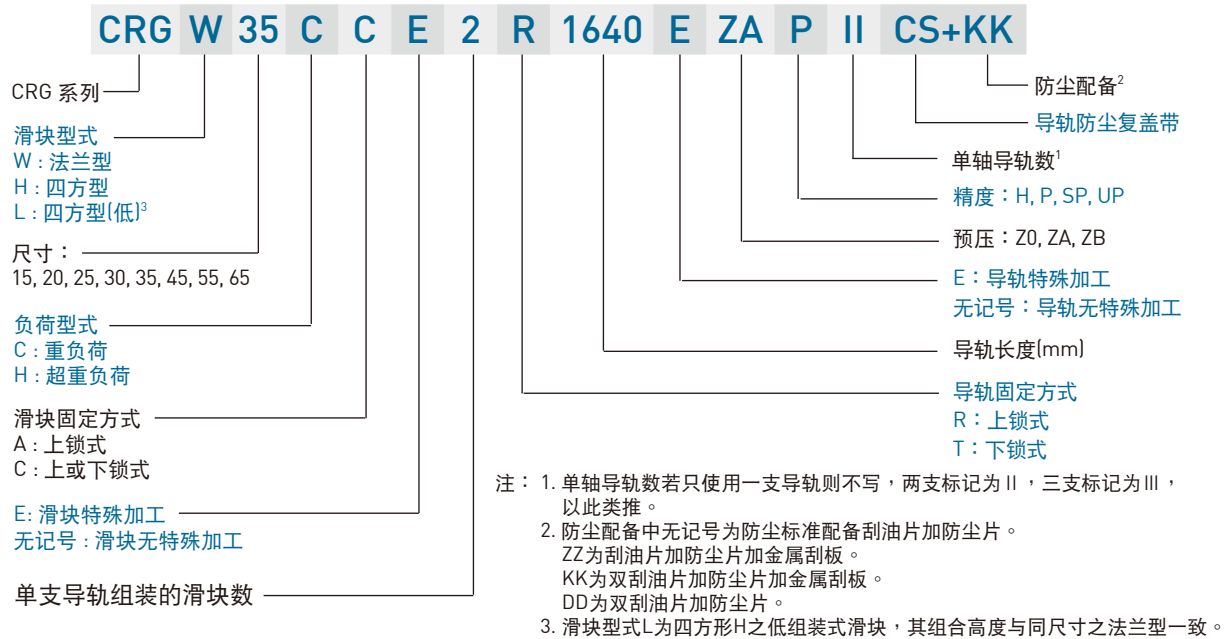 CRG W 35 C C E 2 R 1640 E ZA P II CS+KK
CRG 系列
滑块型式
W : 法兰型
H : 四方型
L : 四方型(低)³
尺寸：
15, 20, 25, 30, 35, 45, 55, 65
负荷型式
C : 重负荷
H : 超重负荷
滑块固定方式
A : 上锁式
C : 上或下锁式
E: 滑块特殊加工
无记号 : 滑块无特殊加工
单支导轨组装的滑块数
防尘配备²
导轨防尘复盖带
单轴导轨数¹
精度：H, P, SP, UP
预压：Z0, ZA, ZB
E：导轨特殊加工
无记号：导轨无特殊加工
导轨长度(mm)
导轨固定方式
R：上锁式
T：下锁式
注： 1. 单轴导轨数若只使用一支导轨则不写，两支标记为 II ，三支标记为III，
以此类推。
2. 防尘配备中无记号为防尘标准配备刮油片加防尘片。
ZZ为刮油片加防尘片加金属刮板。
KK为双刮油片加防尘片加金属刮板。
DD为双刮油片加防尘片。
3. 滑块型式L为四方形H之低组装式滑块，其组合高度与同尺寸之法兰型一致。